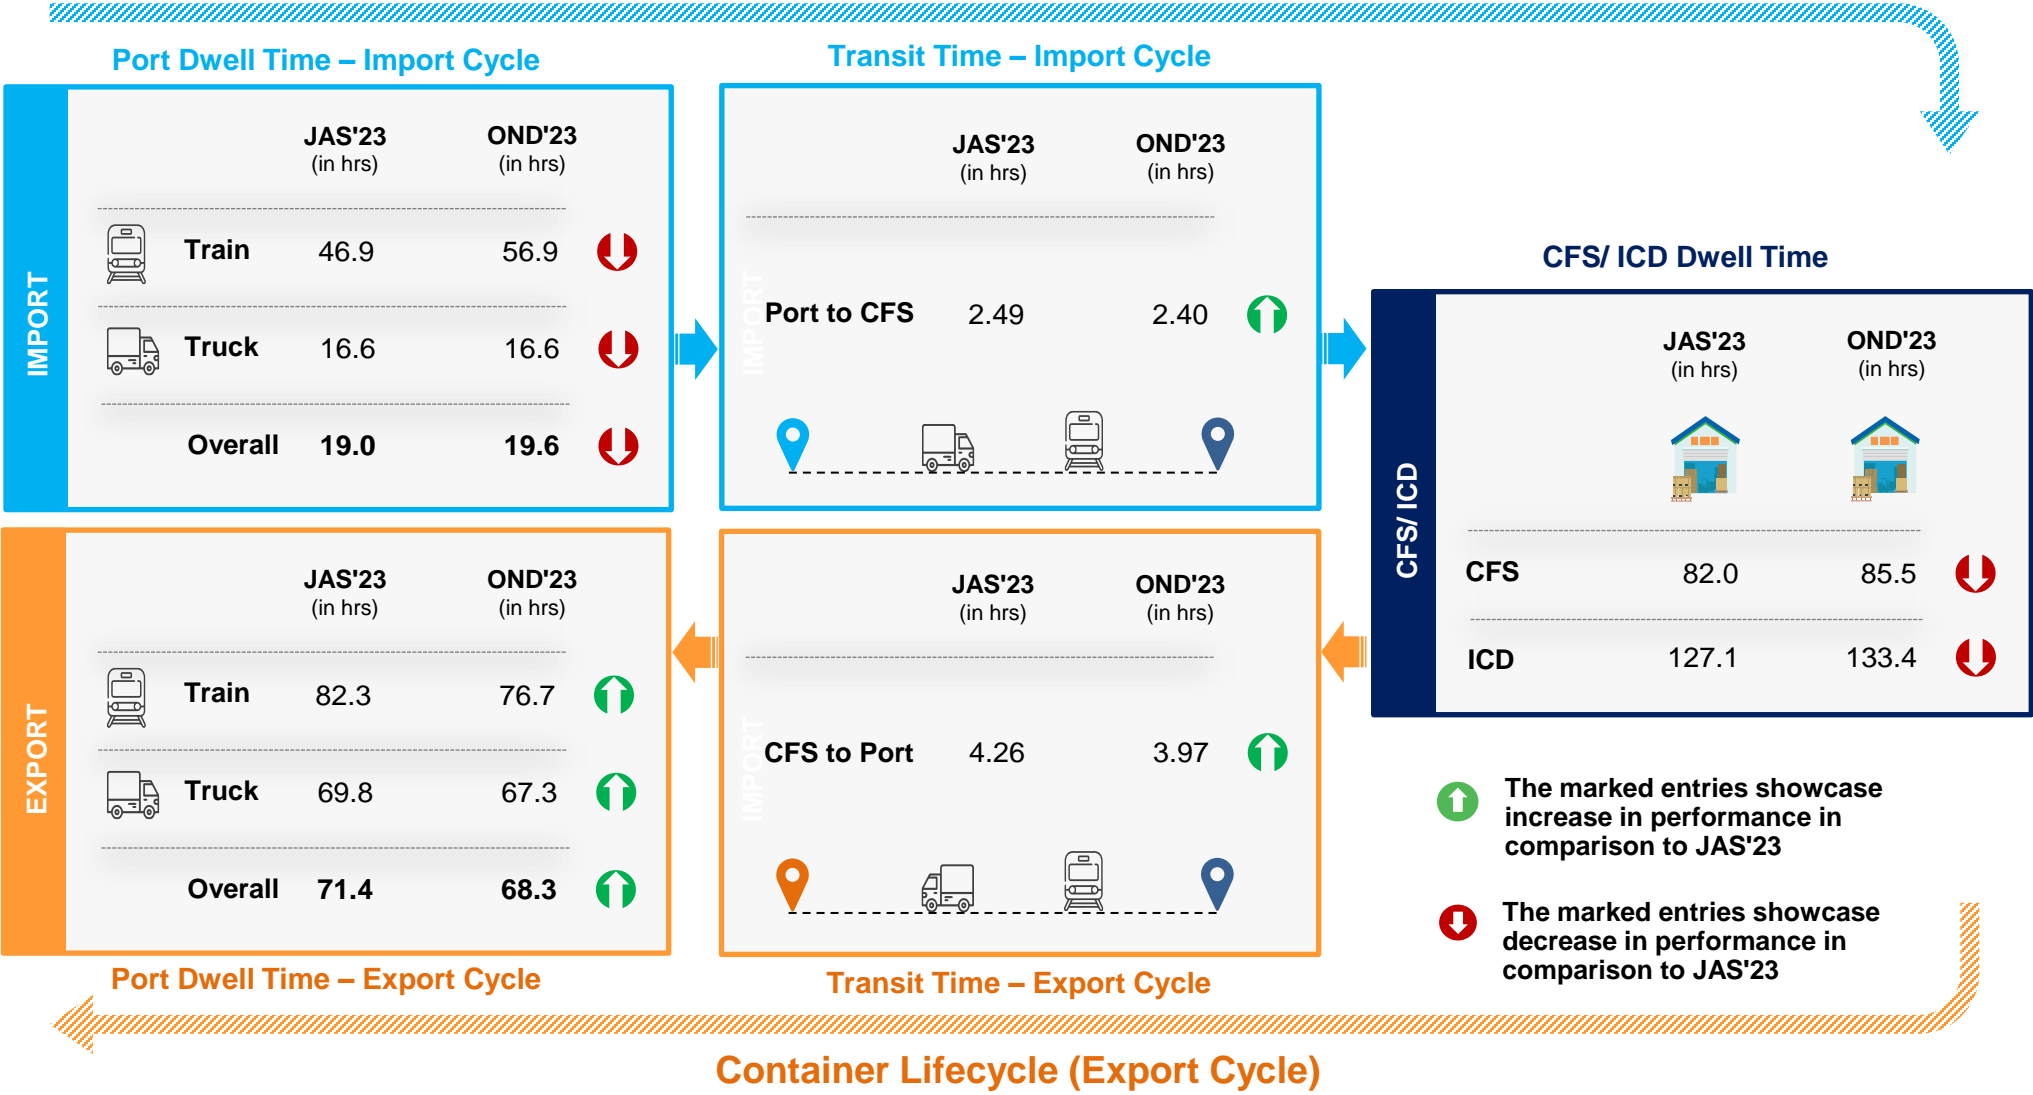 Port Dwell Time – Import Cycle
IMPORT
JAS'23 OND'23
(in hrs) (in hrs)
Train 46.9 56.9
Truck 16.6 16.6
Overall 19.0 19.6
Transit Time – Import Cycle
IMPORT
JAS'23 OND'23
(in hrs) (in hrs)
Port to CFS 2.49 2.40
CFS/ ICD Dwell Time
CFS/ ICD
JAS'23 OND'23
(in hrs) (in hrs)
CFS 82.0 85.5
ICD 127.1 133.4
EXPORT
JAS'23 OND'23
(in hrs) (in hrs)
Train 82.3 76.7
Truck 69.8 67.3
Overall 71.4 68.3
Port Dwell Time – Export Cycle
IMPORT
JAS'23 OND'23
(in hrs) (in hrs)
CFS to Port 4.26 3.97
Transit Time – Export Cycle
The marked entries showcase
increase in performance in
comparison to JAS'23
The marked entries showcase
decrease in performance in
comparison to JAS'23
Container Lifecycle (Export Cycle)